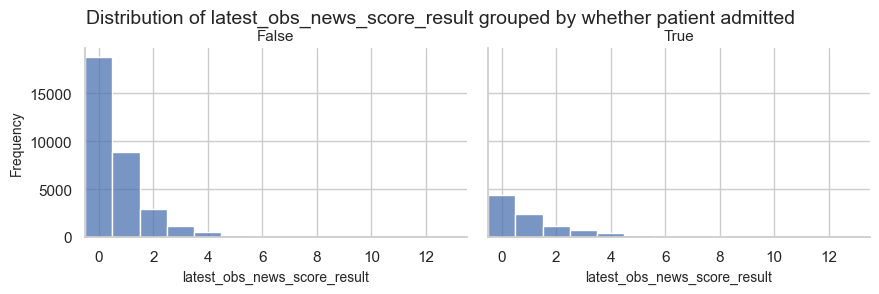 Distribution of latest_obs_news_score_result grouped by whether patient admitted
False
True
Frequency
15000
10000
5000
0
0 2 4 6 8 10 12
0 2 4 6 8 10 12
latest_obs_news_score_result
latest_obs_news_score_result